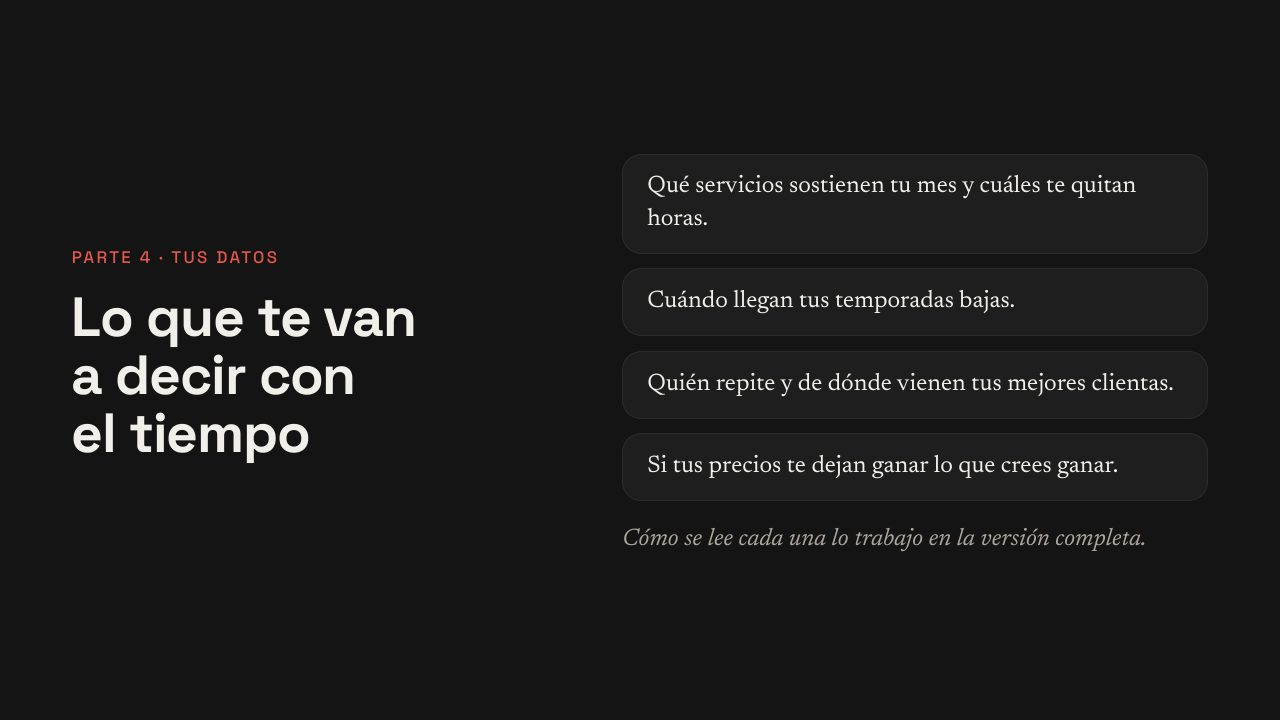 PARTE 4 · TUS DATOS
Lo que te van
a decir con
el tiempo
Qué servicios sostienen tu mes y cuáles te quitan
horas.
Cuándo llegan tus temporadas bajas.
Quién repite y de dónde vienen tus mejores clientas.
Si tus precios te dejan ganar lo que crees ganar.
Cómo se lee cada una lo trabajo en la versión completa.